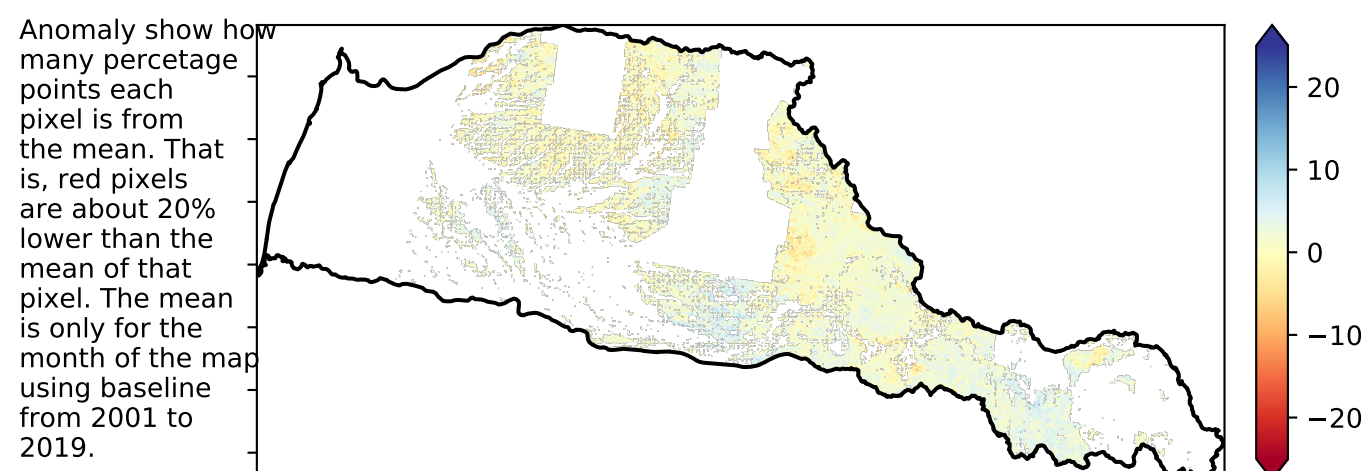 Anomaly show how
many percetage
points each
pixel is from
the mean. That
is, red pixels
are about 20%
lower than the
mean of that
pixel. The mean
is only for the
month of the map
using baseline
from 2001 to
2019.
20
10
0
−10
−20